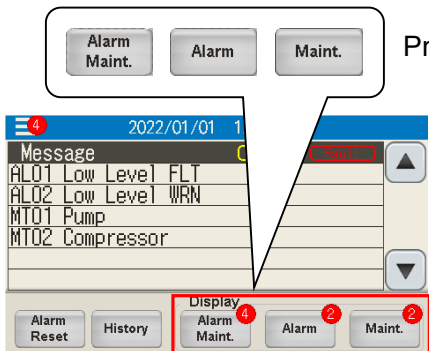 Alarm
Maint.
Alarm
Maint.
Pr
4
2022/01/01 1
Message
AL01 Low Level FLT
AL02 Low Level WRN
MT01 Pump
MT02 Compressor
Display
Alarm
Reset
History
Alarm
Maint.
4
Alarm
2
Maint.
2